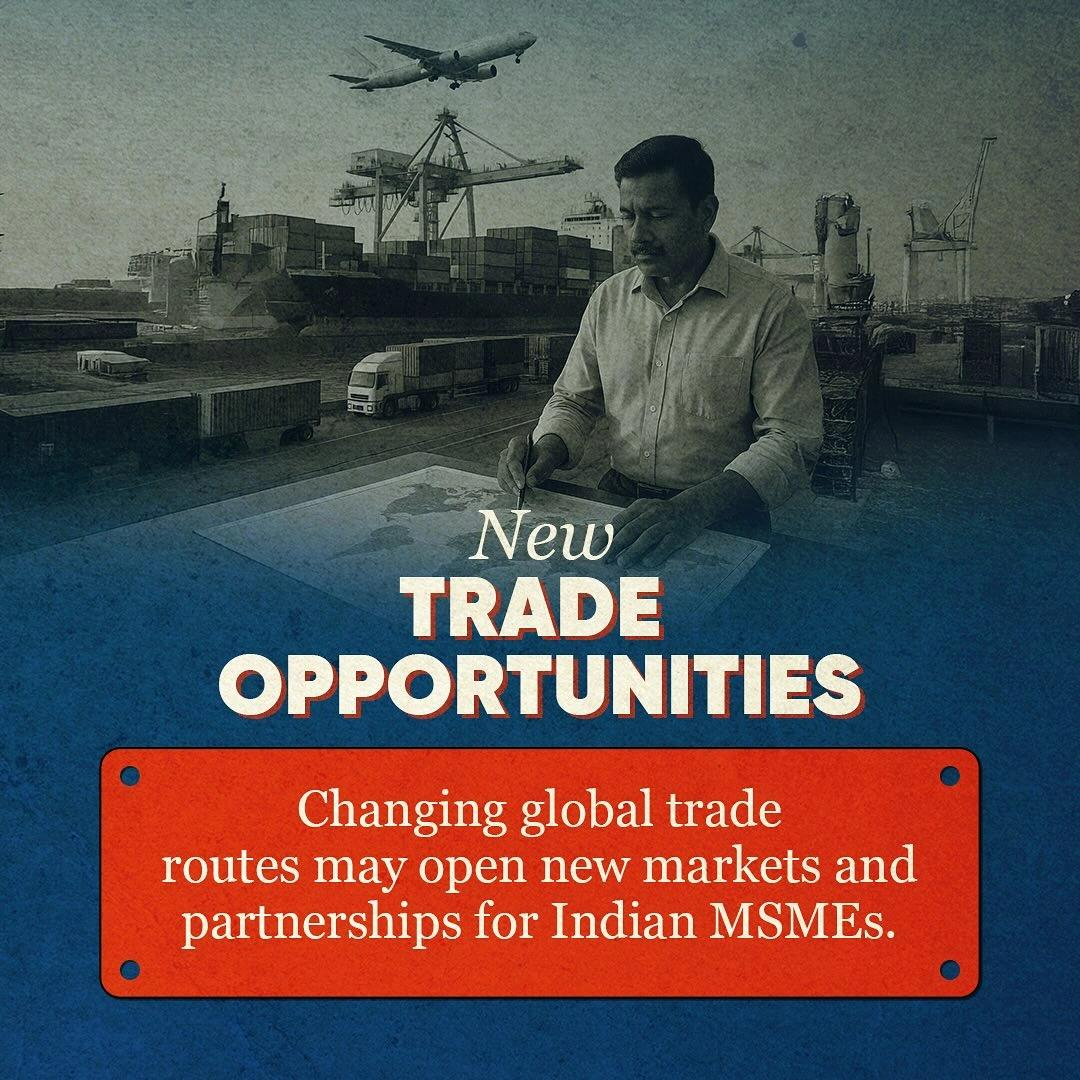 New
TRADE
OPPORTUNITIES
Changing global trade
routes may open new markets and
partnerships for Indian MSMEs.